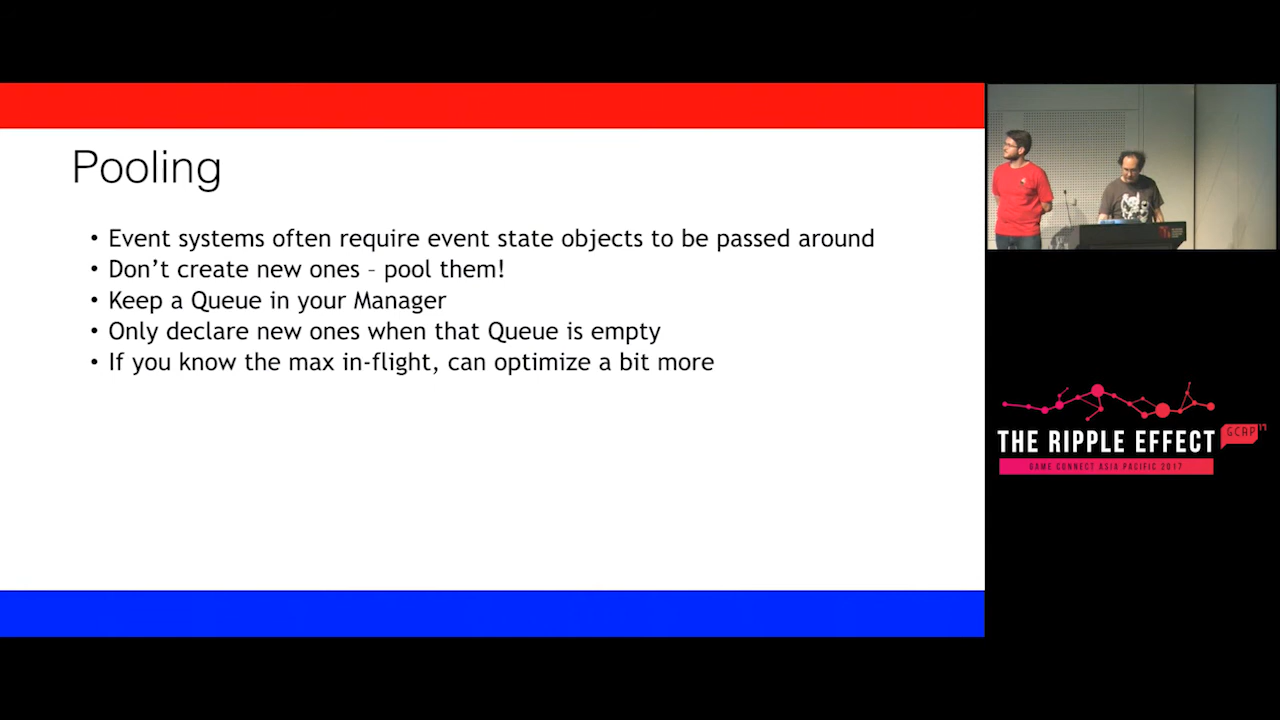 Pooling
• Event systems often require event state objects to be passed around
• Don’t create new ones – pool them!
• Keep a Queue in your Manager
• Only declare new ones when that Queue is empty
• If you know the max in-flight, can optimize a bit more
THE RIPPLE EFFECT
GCAP 17
GAME CONNECT ASIA PACIFIC 2017